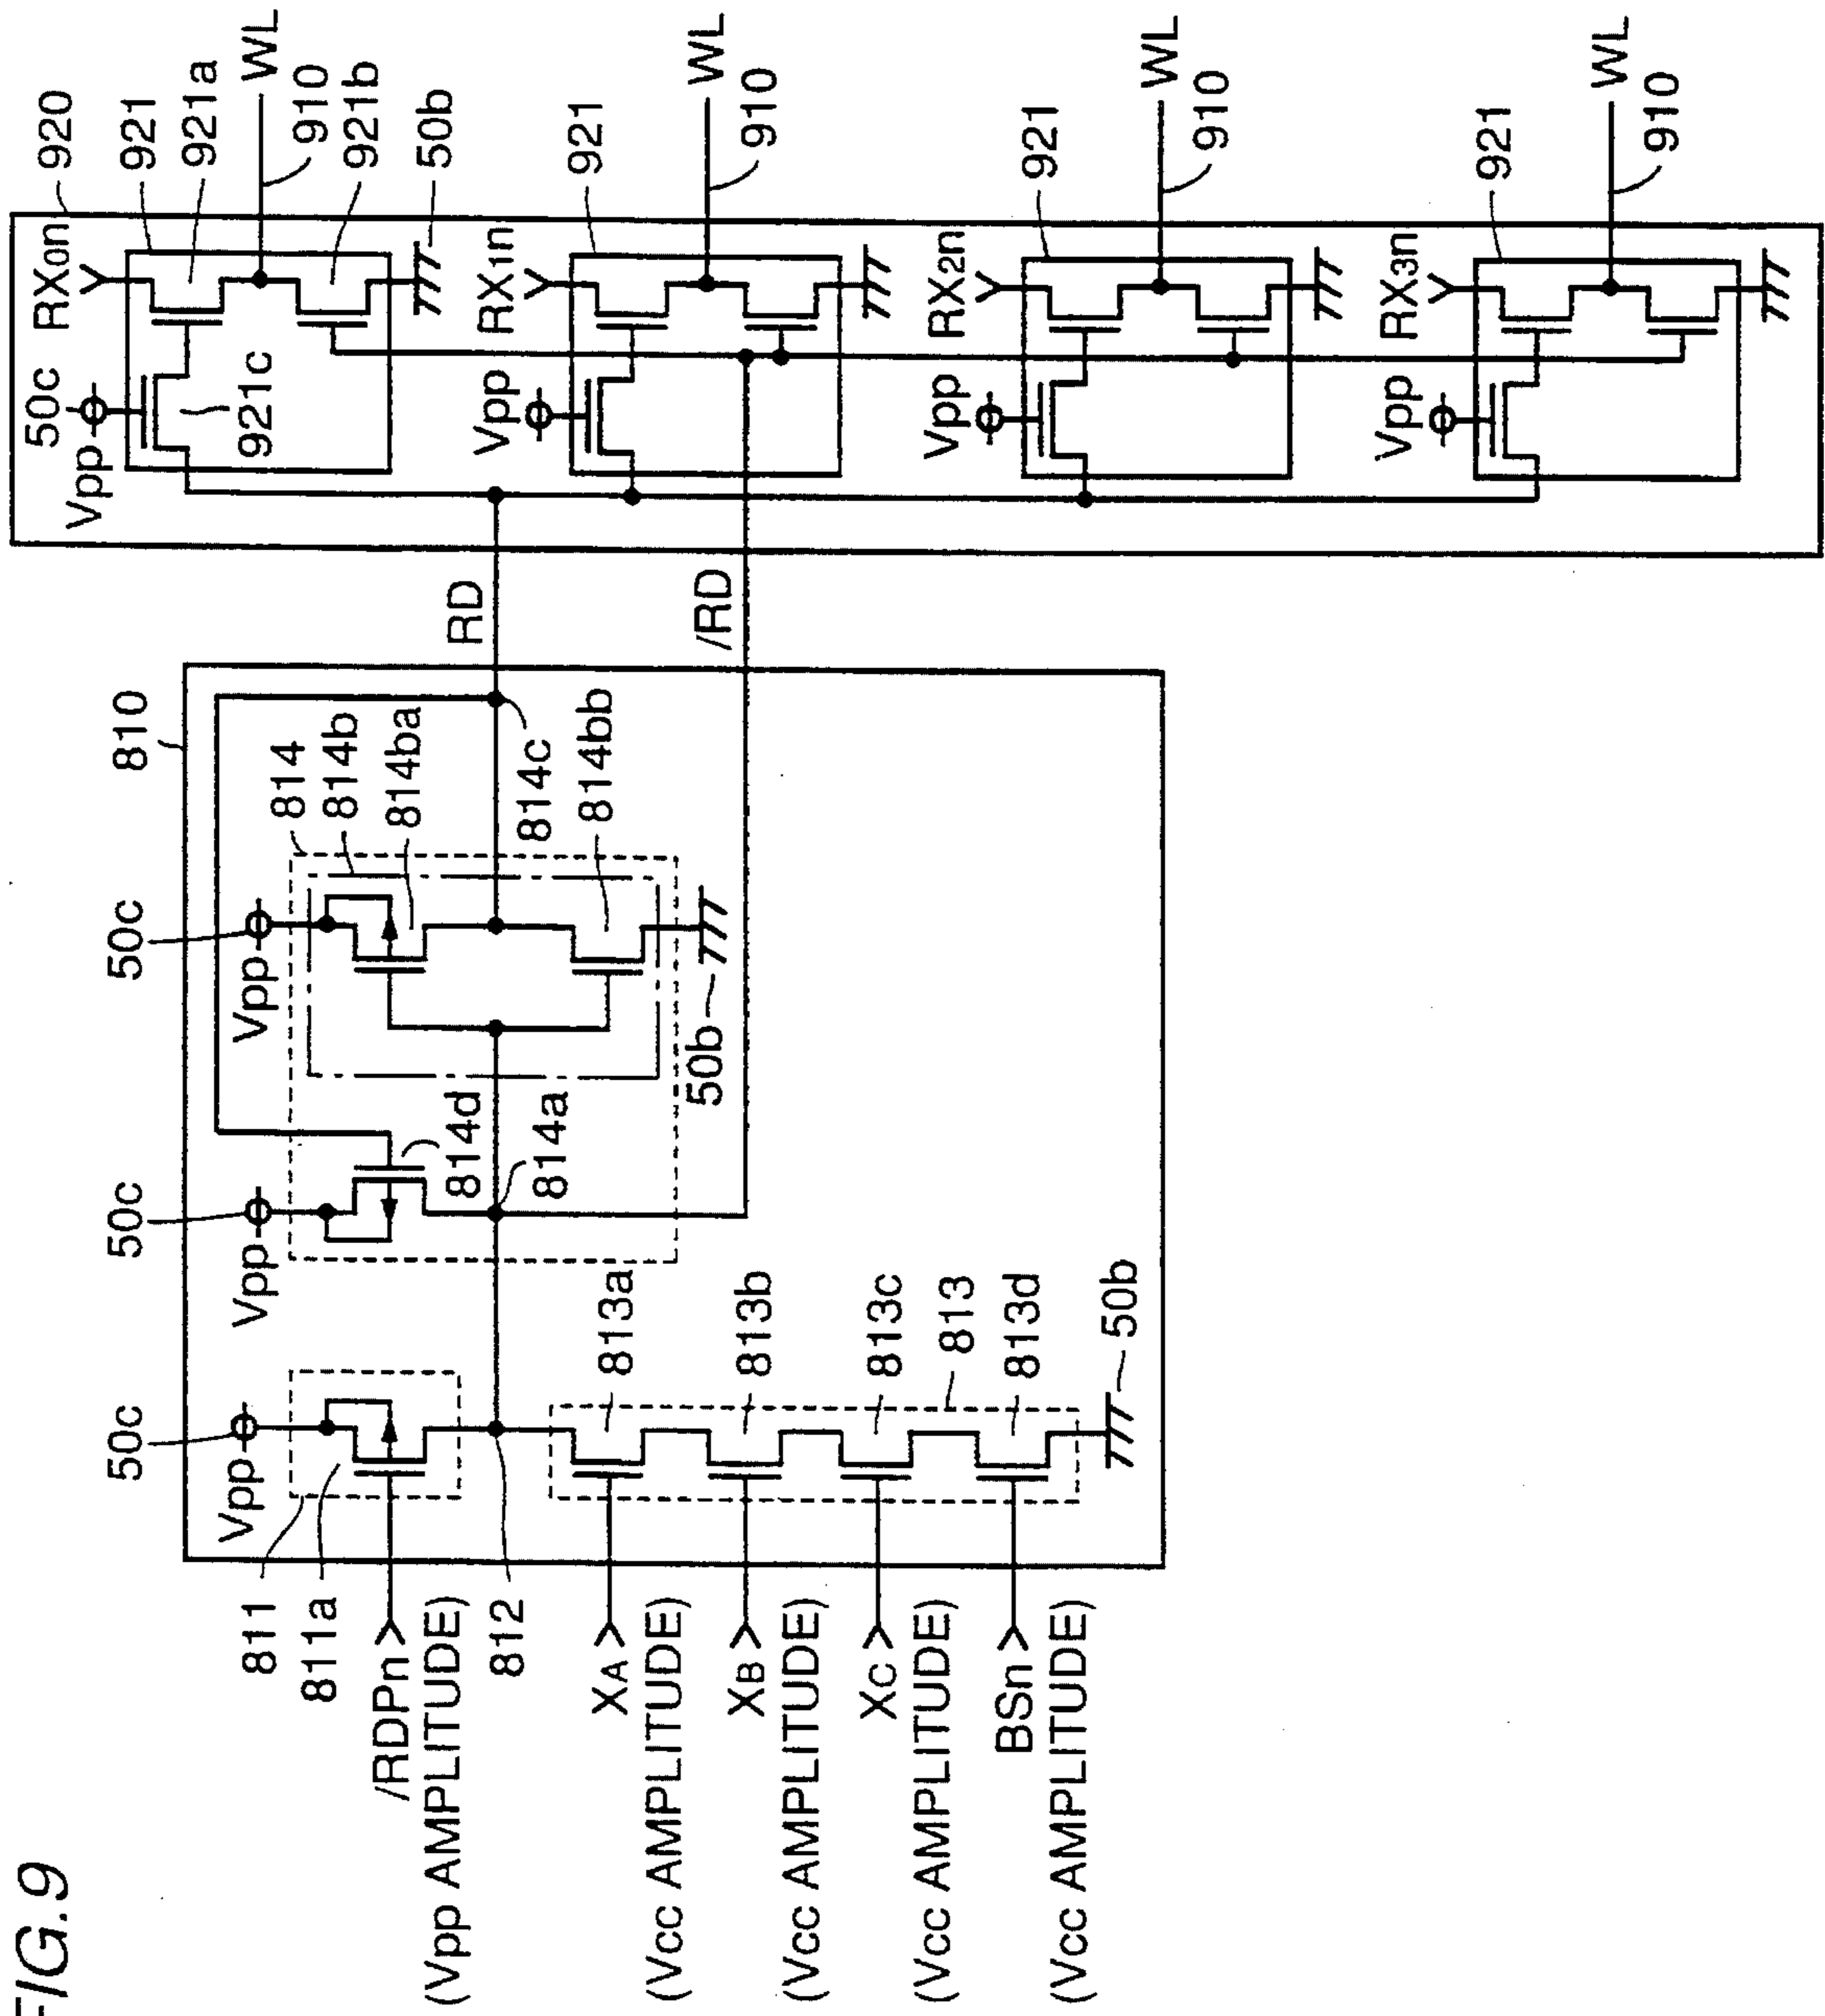 FIG.9
/RDPn
(Vpp AMPLITUDE)
XA
(Vcc AMPLITUDE)
XB
(Vcc AMPLITUDE)
XC
(Vcc AMPLITUDE)
BSn
(Vcc AMPLITUDE)
811
811a
812
50c
Vpp
50c
Vpp
50c
Vpp
810
814
814b
814ba
814c
814bb
814d
814a
50b
813a
813b
813c
813
813d
50b
RD
/RD
920
50c
Vpp
921c
RX0n
921
921a
WL
910
921b
50b
Vpp
RX1n
921
WL
910
Vpp
RX2n
921
WL
910
Vpp
RX3n
921
WL
910